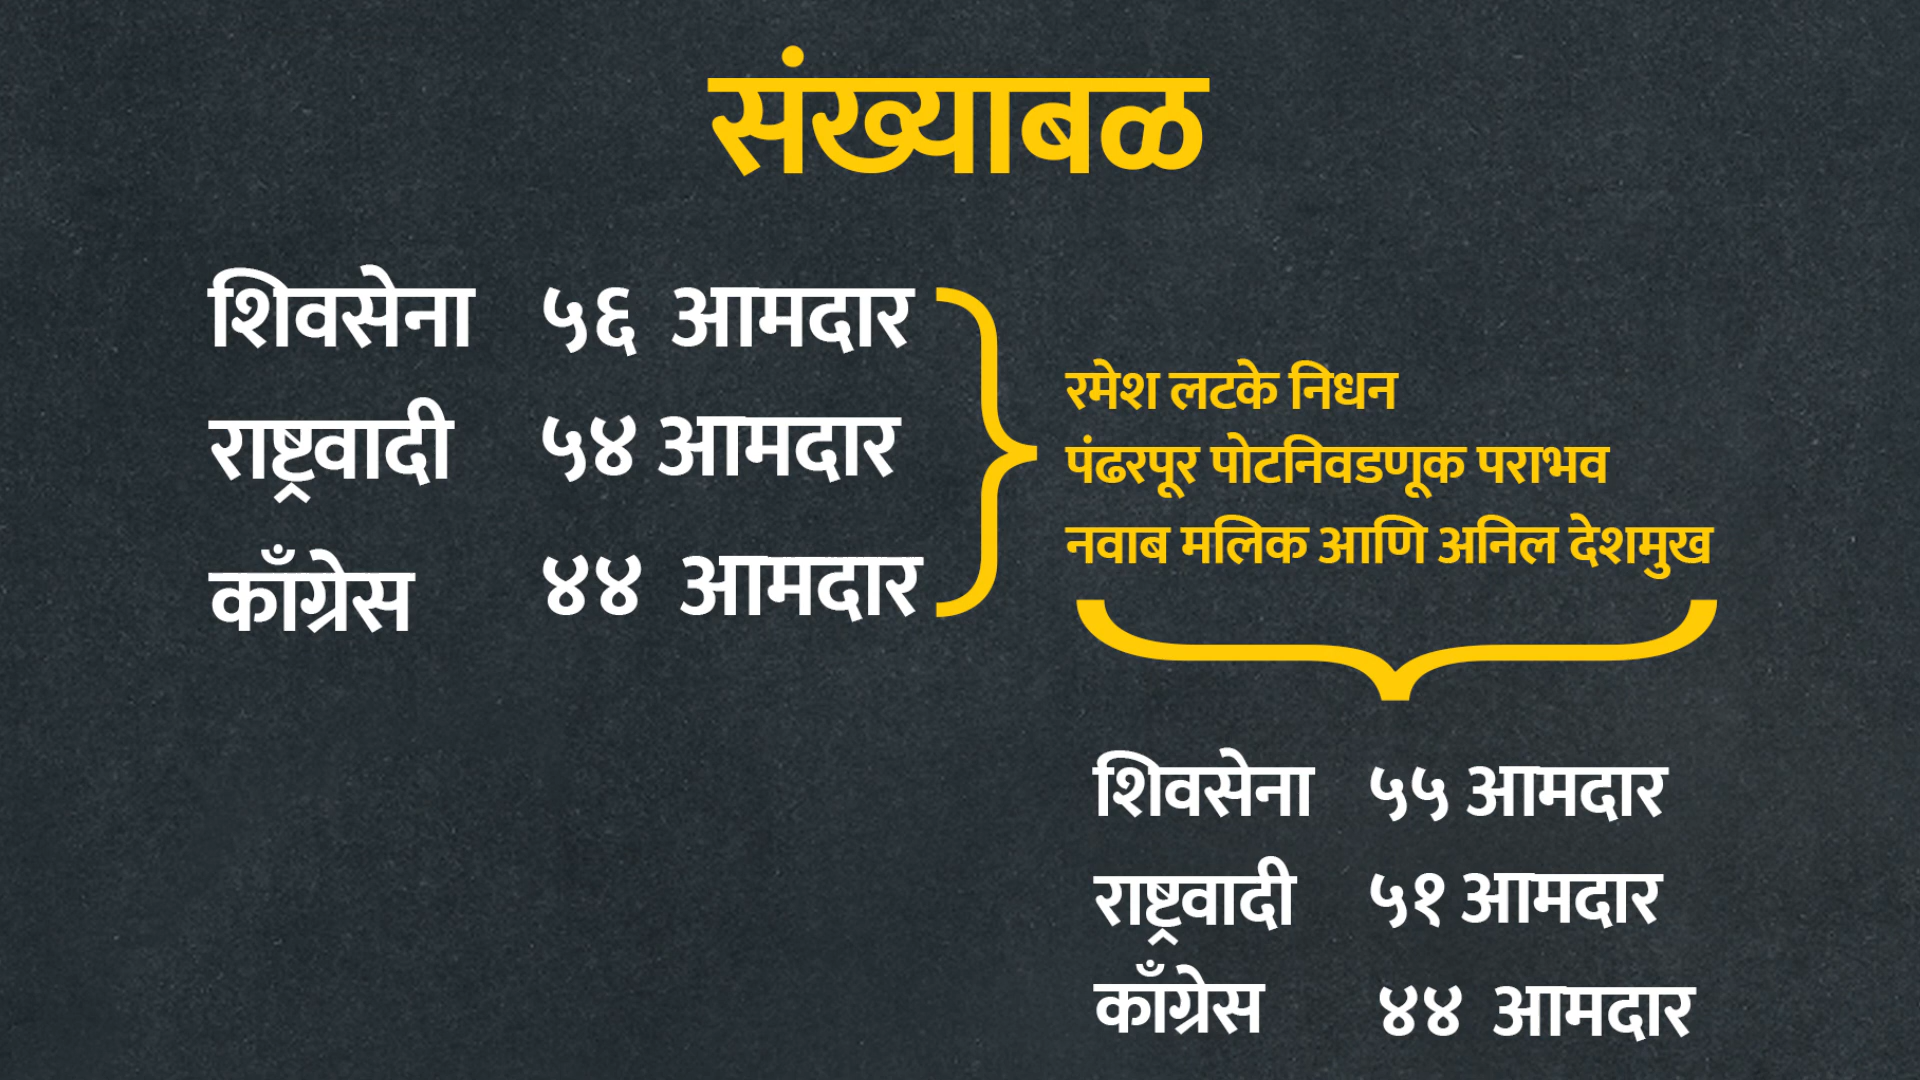 संख्याबळ
शिवसेना ५६ आमदार
राष्ट्रवादी ५४ आमदार
काँग्रेस ४४ आमदार
रमेश लटके निधन
पंढरपूर पोटनिवडणूक पराभव
नवाब मलिक आणि अनिल देशमुख
शिवसेना ५५ आमदार
राष्ट्रवादी ५१ आमदार
काँग्रेस ४४ आमदार